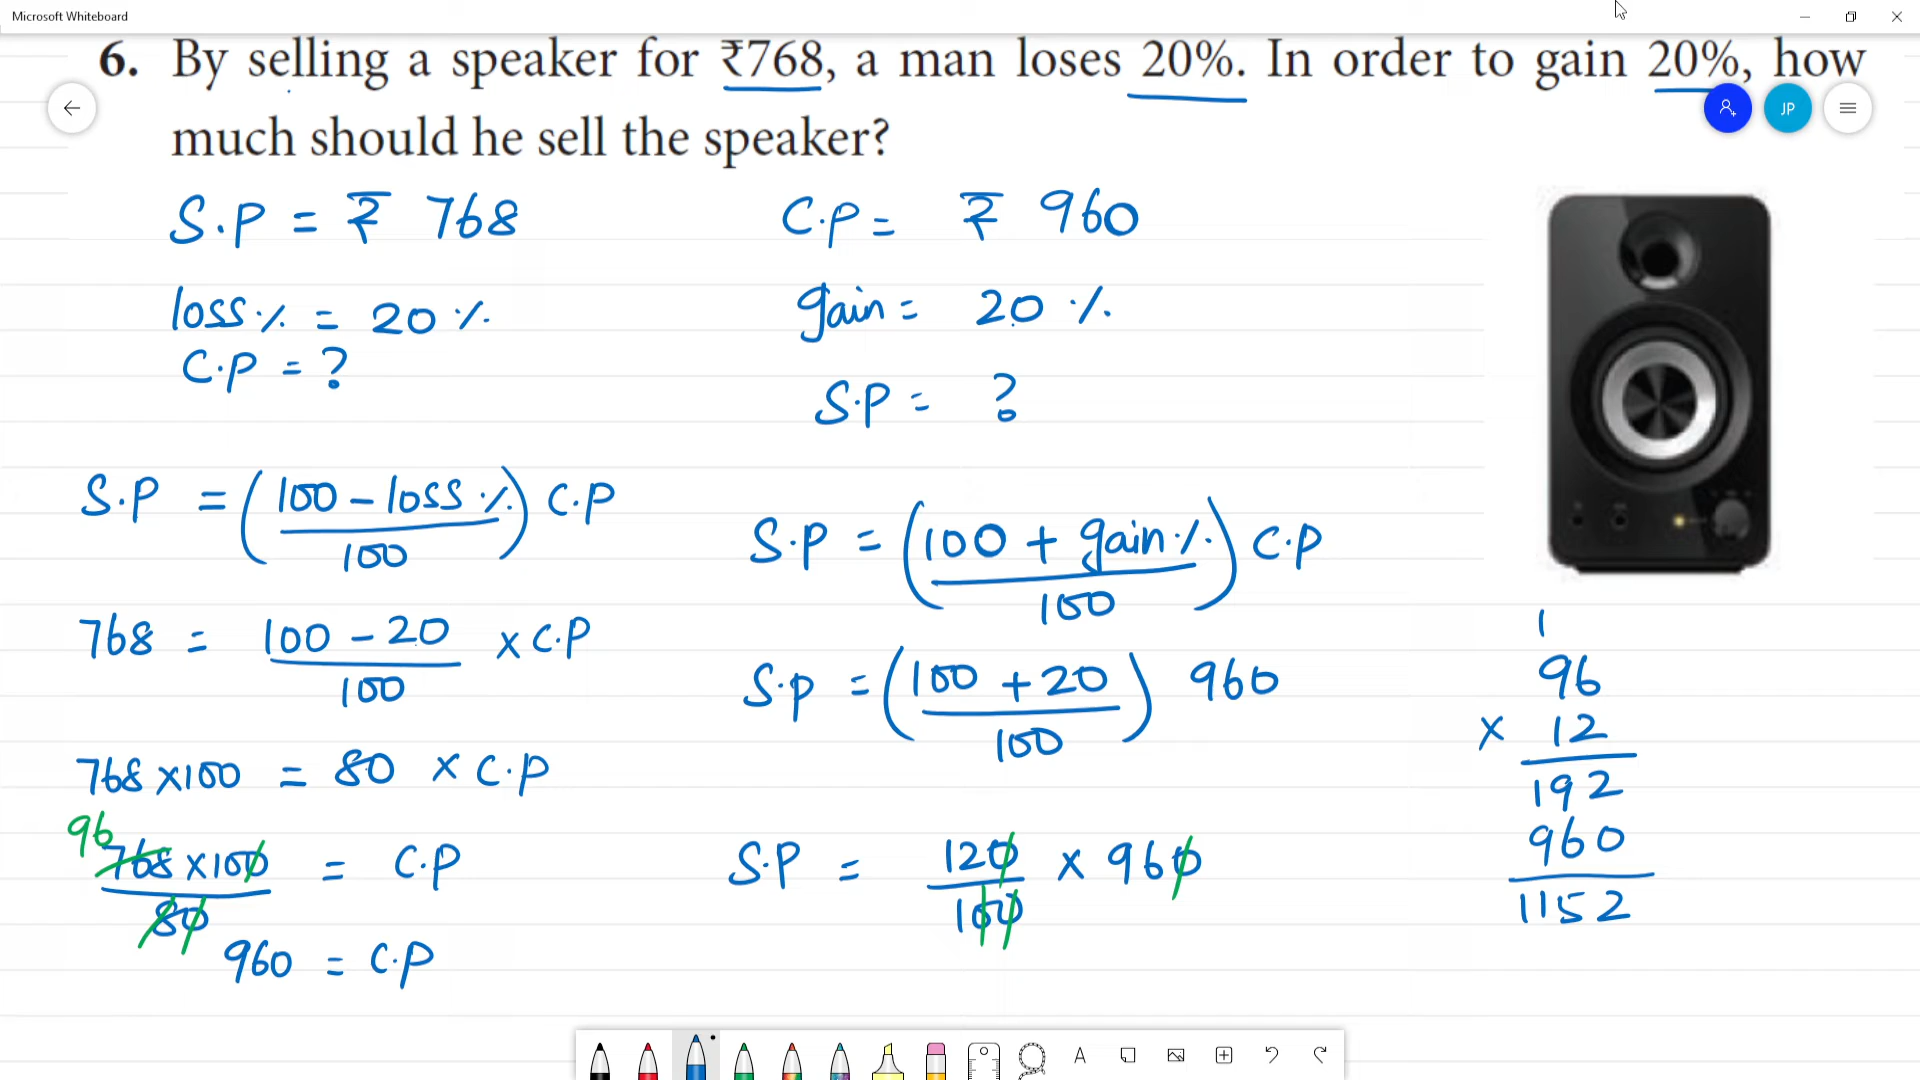 Microsoft Whiteboard
6. By selling a speaker for ₹768, a man loses 20%. In order to gain 20%, how
much should he sell the speaker?
JP
S.P = ₹ 768
loss% = 20%
C.P = ?
S.P = (100 - loss% / 100) C.P
768 = 100 - 20 / 100 x C.P
768 x 100 = 80 x C.P
96
768 x 100 / 80 = C.P
960 = C.P
C.P = ₹ 960
gain = 20%
S.P = ?
S.P = (100 + gain% / 100) C.P
S.P = (100 + 20 / 100) 960
S.P = 120 / 100 x 960
1
96
x 12
192
960
1152
A